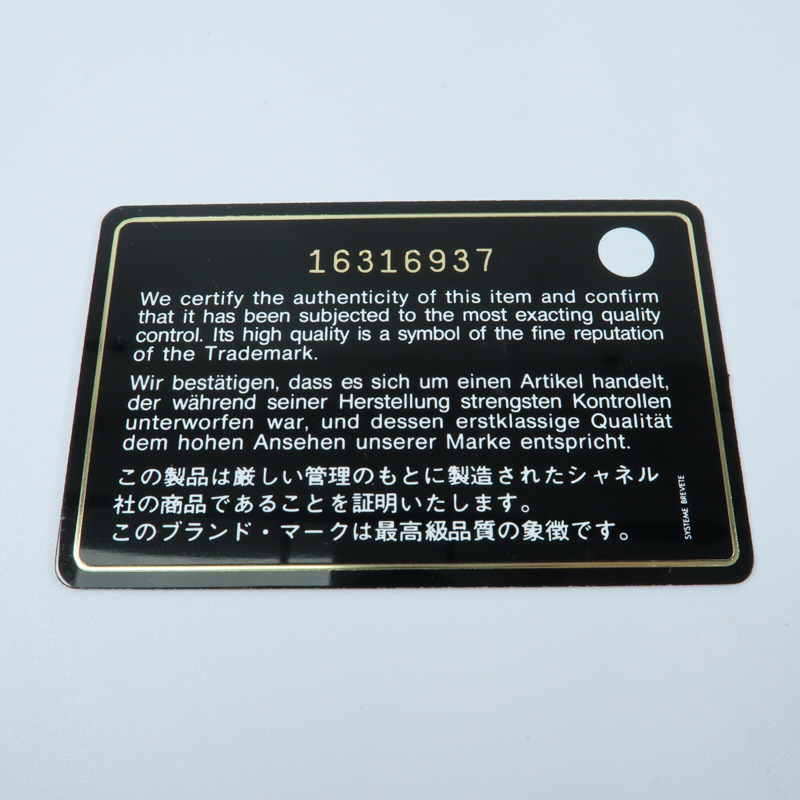 16316937
We certify the authenticity of this item and confirm
that it has been subjected to the most exacting quality
control. Its high quality is a symbol of the fine reputation
of the Trademark.
Wir bestätigen, dass es sich um einen Artikel handelt,
der während seiner Herstellung strengsten Kontrollen
unterworfen war, und dessen erstklassige Qualität
dem hohen Ansehen unserer Marke entspricht.
この製品は厳しい管理のもとに製造されたシャネル
社の商品であることを証明いたします。
このブランド・マークは最高級品質の象徴です。
SYSTEME BREVETE